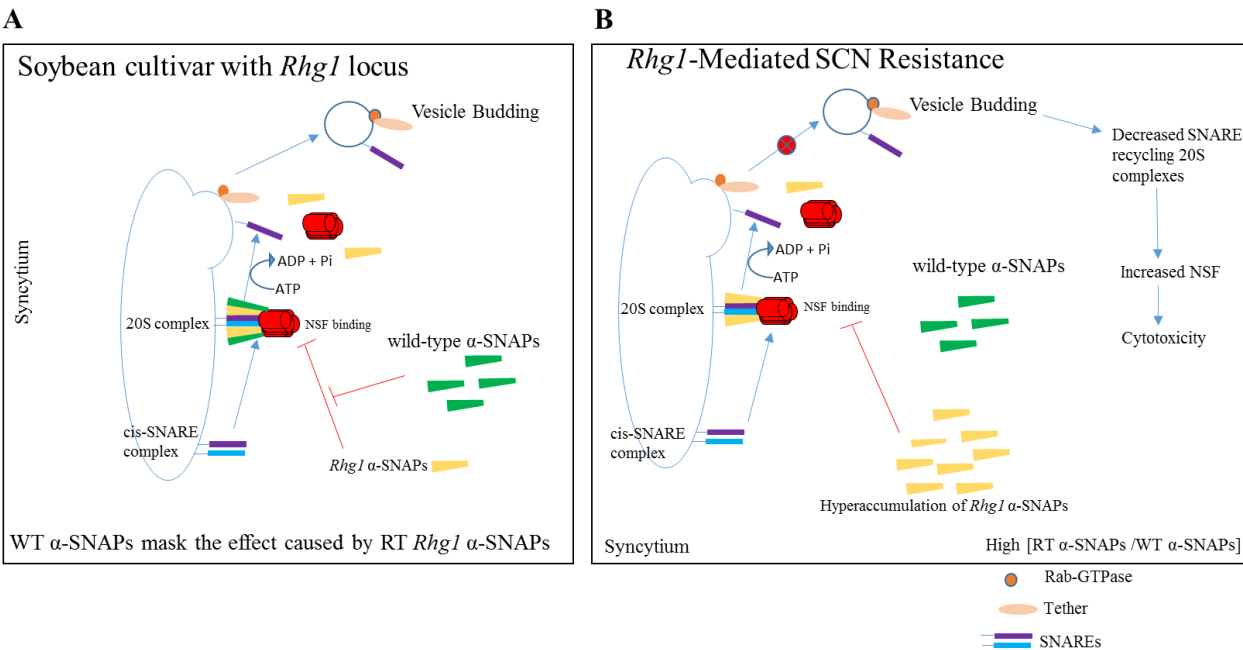 A
Soybean cultivar with Rhg1 locus
Vesicle Budding
ADP + Pi
ATP
Syncytium
20S complex
NSF binding
wild-type α-SNAPs
cis-SNARE
complex
Rhg1 α-SNAPs
WT α-SNAPs mask the effect caused by RT Rhg1 α-SNAPs
B
Rhg1-Mediated SCN Resistance
Vesicle Budding
Decreased SNARE
recycling 20S
complexes
ADP + Pi
ATP
wild-type α-SNAPs
Increased NSF
20S complex
NSF binding
Cytotoxicity
cis-SNARE
complex
Hyperaccumulation of Rhg1 α-SNAPs
Syncytium
High [RT α-SNAPs /WT α-SNAPs]
Rab-GTPase
Tether
SNAREs